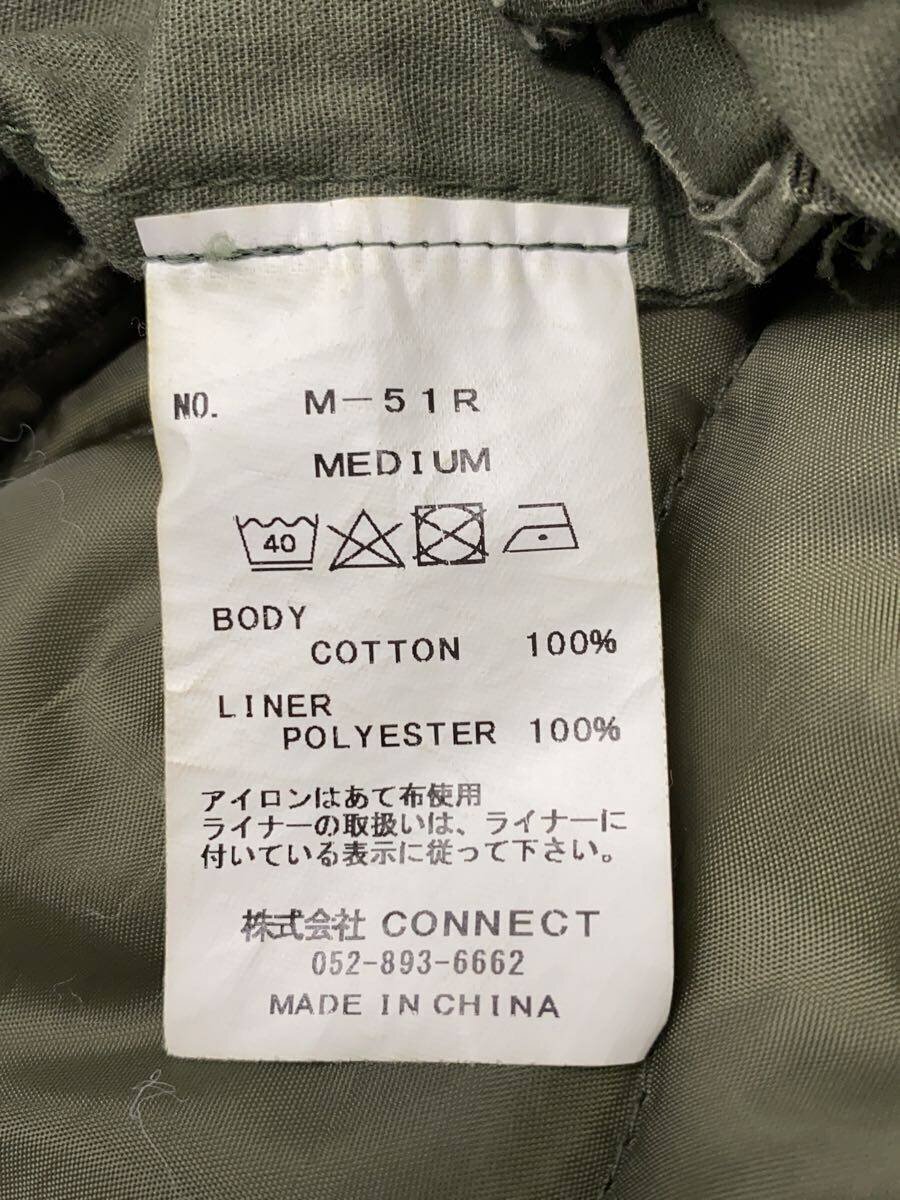 NO. M-51R
MEDIUM
40
BODY
COTTON 100%
LINER
POLYESTER 100%
アイロンはあて布使用
ライナーの取扱いは、ライナーに
付いている表示に従って下さい。
株式会社 CONNECT
052-893-6662
MADE IN CHINA